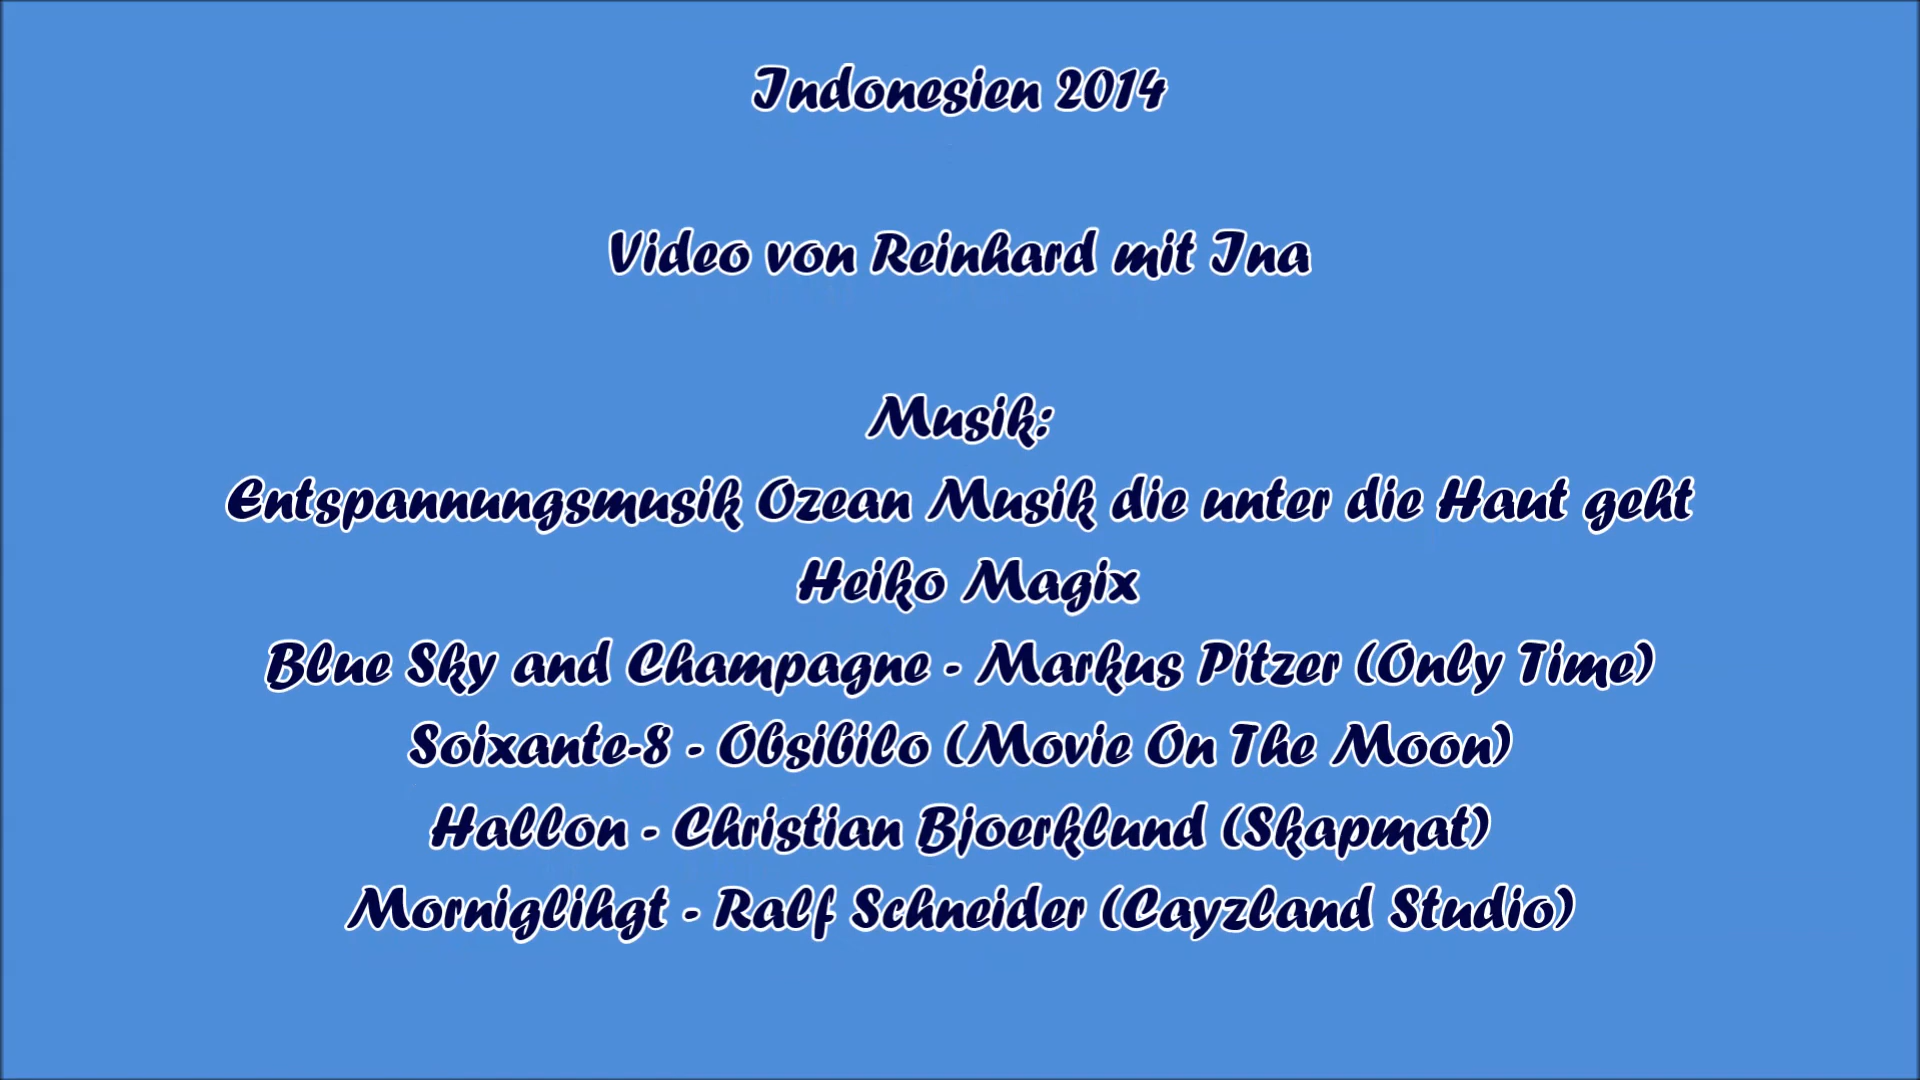 Indonesien 2014
Video von Reinhard mit Ina
Musik:
Entspannungsmusik Ozean Musik die unter die Haut geht
Heiko Magix
Blue Sky and Champagne - Markus Pitzer (Only Time)
Soixante-8 - Obsibilo (Movie On The Moon)
Hallon - Christian Bjoerklund (Skapmat)
Morniglihgt - Ralf Schneider (Cayzland Studio)